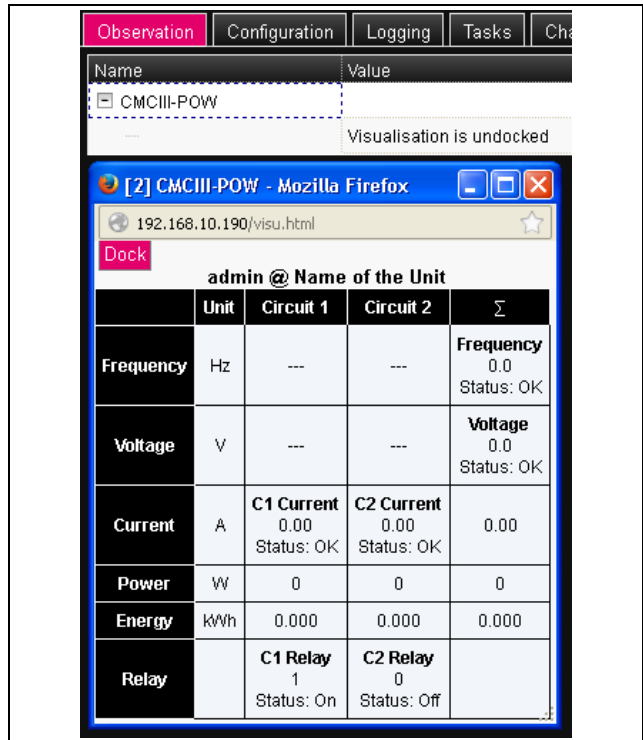 Observation Configuration Logging Tasks
Name Value
CMCIII-POW
Visualisation is undocked
[2] CMCIII-POW - Mozilla Firefox
192.168.10.190/visu.html
Dock
admin @ Name of the Unit
Unit Circuit 1 Circuit 2 Σ
Frequency Hz --- --- Frequency
0.0
Status: OK
Voltage V --- --- Voltage
0.0
Status: OK
Current A C1 Current C2 Current 0.00
0.00 0.00
Status: OK Status: OK
Power W 0 0 0
Energy kWh 0.000 0.000 0.000
Relay C1 Relay C2 Relay
1 0
Status: On Status: Off